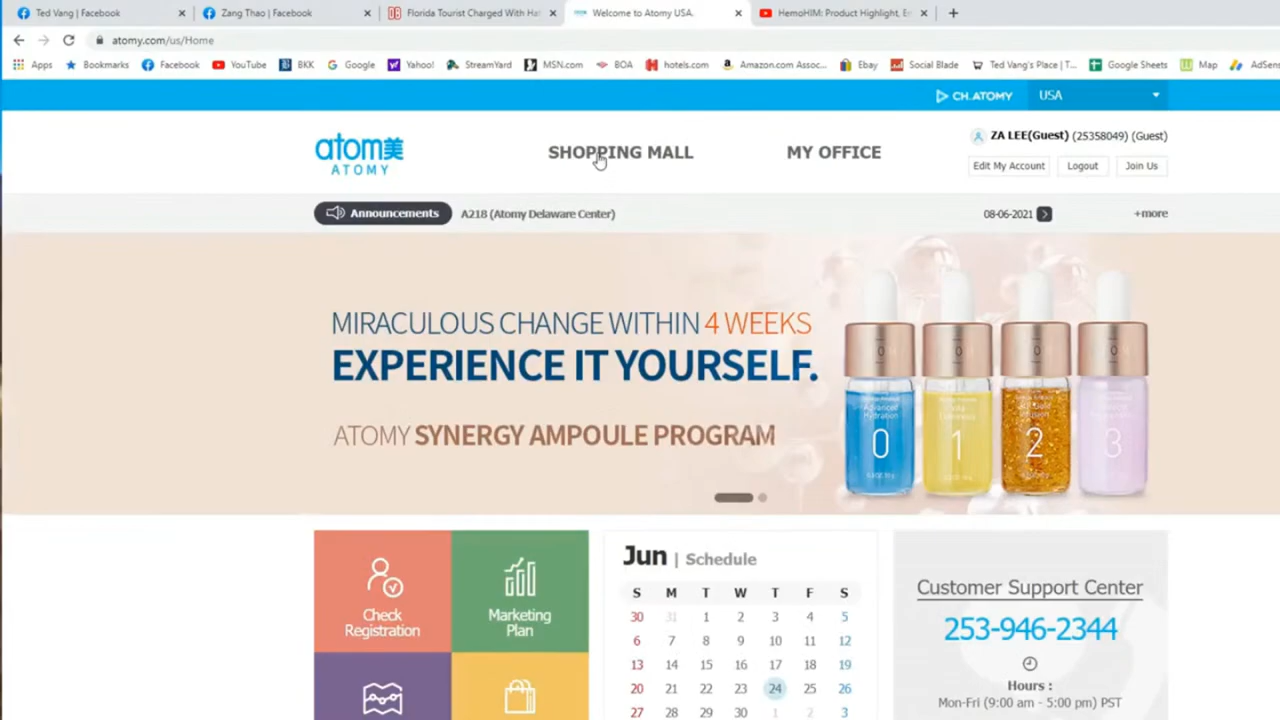 Ted Vang | Facebook
Zang Thao | Facebook
Florida Tourist Charged With Ha
Welcome to Atomy USA.
HemoHIM: Product Highlight, E
atomy.com/us/Home
Apps
Bookmarks
Facebook
YouTube
BKK
Google
Yahoo!
StreamYard
MSN.com
BOA
hotels.com
Amazon.com Assoc...
Ebay
Social Blade
Ted Vang's Place | T...
Google Sheets
Map
AdSens
CH.ATOMY
USA
atom美
ATOMY
SHOPPING MALL
MY OFFICE
ZA LEE(Guest) (25358049) (Guest)
Edit My Account
Logout
Join Us
Announcements
A218 (Atomy Delaware Center)
08-06-2021
+more
MIRACULOUS CHANGE WITHIN 4 WEEKS
EXPERIENCE IT YOURSELF.
ATOMY SYNERGY AMPOULE PROGRAM
0
1
2
3
Advanced
Hydration
0
1
2
3
Check
Registration
Marketing
Plan
Jun | Schedule
S M T W T F S
30 31 1 2 3 4 5
6 7 8 9 10 11 12
13 14 15 16 17 18 19
20 21 22 23 24 25 26
27 28 29 30 1 2 3
Customer Support Center
253-946-2344
Hours :
Mon-Fri (9:00 am - 5:00 pm) PST